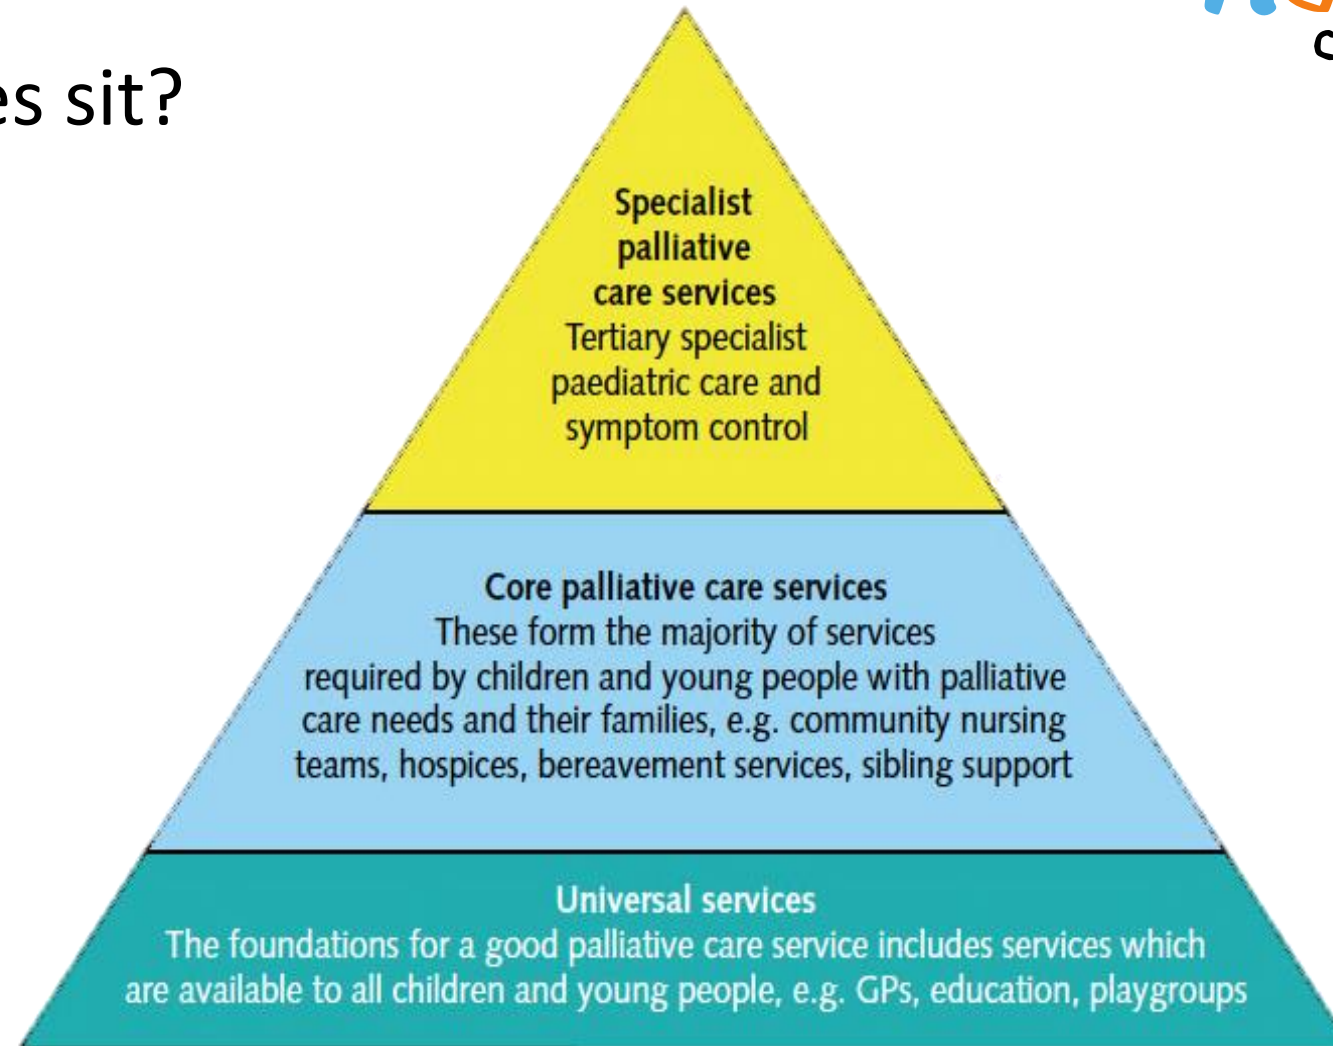 es sit?
Specialist
palliative
care services
Tertiary specialist
paediatric care and
symptom control
Core palliative care services
These form the majority of services
required by children and young people with palliative
care needs and their families, e.g. community nursing
teams, hospices, bereavement services, sibling support
Universal services
The foundations for a good palliative care service includes services which
are available to all children and young people, e.g. GPs, education, playgroups